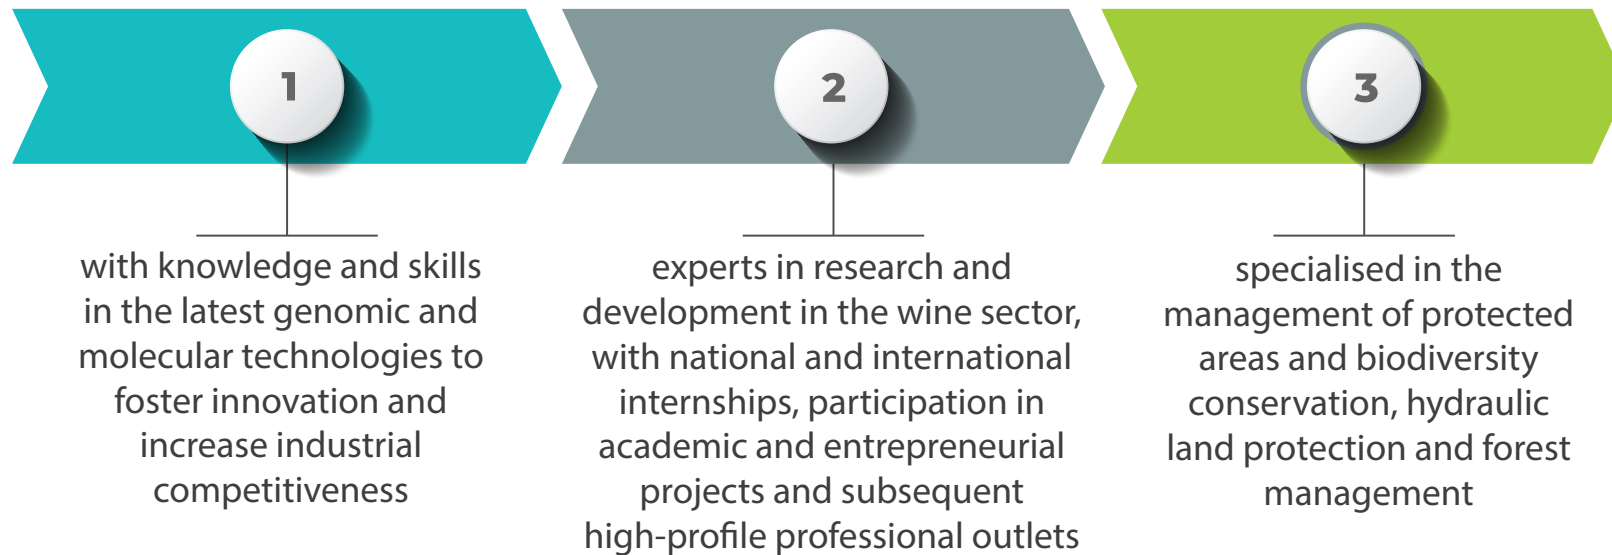 1
with knowledge and skills
in the latest genomic and
molecular technologies to
foster innovation and
increase industrial
competitiveness
2
experts in research and
development in the wine sector,
with national and international
internships, participation in
academic and entrepreneurial
projects and subsequent
high-profile professional outlets
3
specialised in the
management of protected
areas and biodiversity
conservation, hydraulic
land protection and forest
management